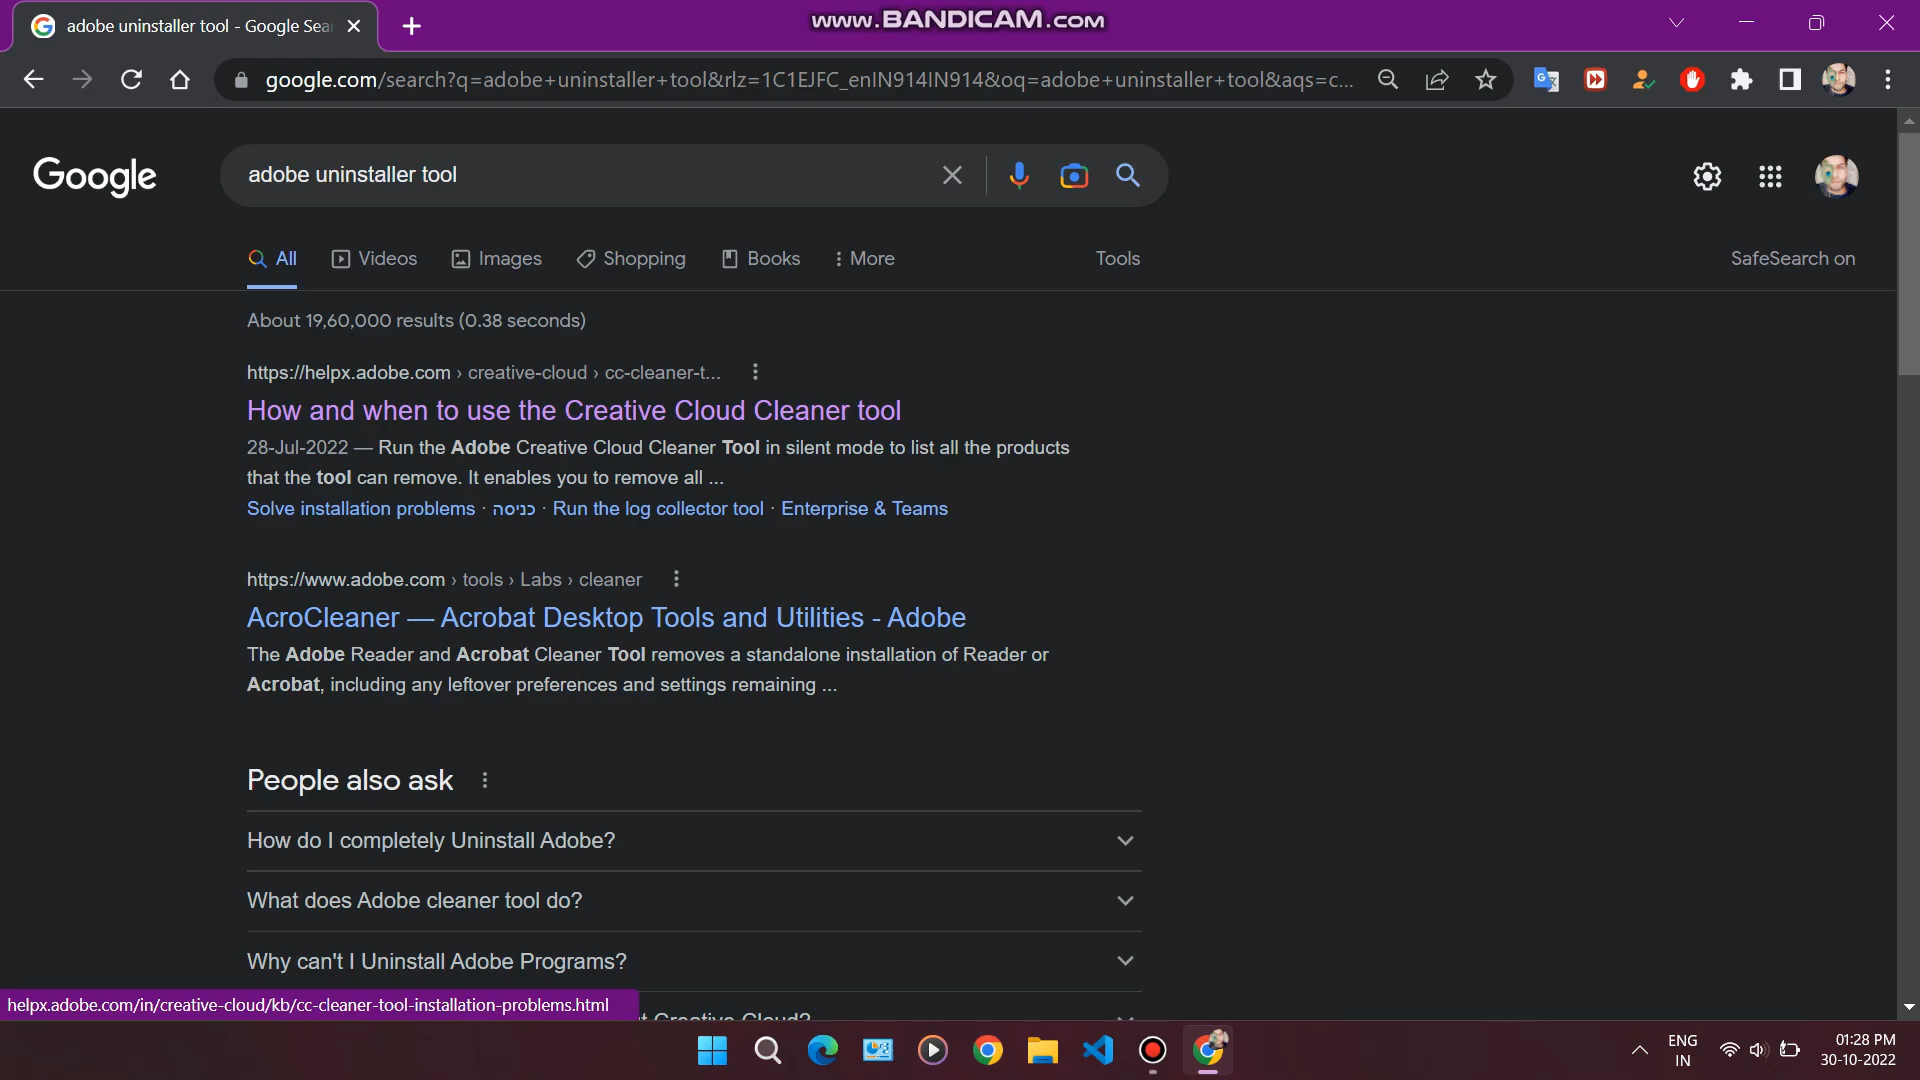 adobe uninstaller tool - Google Sea
www.BANDICAM.com
google.com/search?q=adobe+uninstaller+tool&rlz=1C1EJFC_enIN914IN914&oq=adobe+uninstaller+tool&aqs=c...
Google
adobe uninstaller tool
All
Videos
Images
Shopping
Books
More
Tools
SafeSearch on
About 19,60,000 results (0.38 seconds)
https://helpx.adobe.com › creative-cloud › cc-cleaner-t...
How and when to use the Creative Cloud Cleaner tool
28-Jul-2022 — Run the Adobe Creative Cloud Cleaner Tool in silent mode to list all the products
that the tool can remove. It enables you to remove all ...
Solve installation problems · כניסה · Run the log collector tool · Enterprise & Teams
https://www.adobe.com › tools › Labs › cleaner
AcroCleaner — Acrobat Desktop Tools and Utilities - Adobe
The Adobe Reader and Acrobat Cleaner Tool removes a standalone installation of Reader or
Acrobat, including any leftover preferences and settings remaining ...
People also ask
How do I completely Uninstall Adobe?
What does Adobe cleaner tool do?
Why can't I Uninstall Adobe Programs?
helpx.adobe.com/in/creative-cloud/kb/cc-cleaner-tool-installation-problems.html
t Creative Cloud?
ENG
IN
01:28 PM
30-10-2022